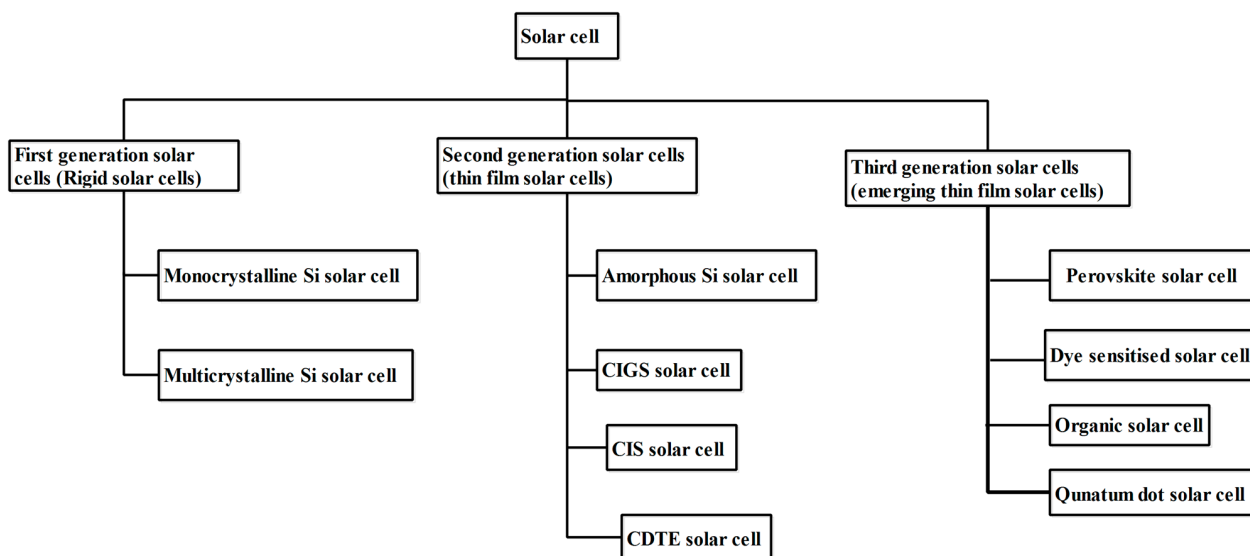 Solar cell
First generation solar
cells (Rigid solar cells)
Monocrystalline Si solar cell
Multicrystalline Si solar cell
Second generation solar cells
(thin film solar cells)
Amorphous Si solar cell
CIGS solar cell
CIS solar cell
CDTE solar cell
Third generation solar cells
(emerging thin film solar cells)
Perovskite solar cell
Dye sensitised solar cell
Organic solar cell
Qunatum dot solar cell